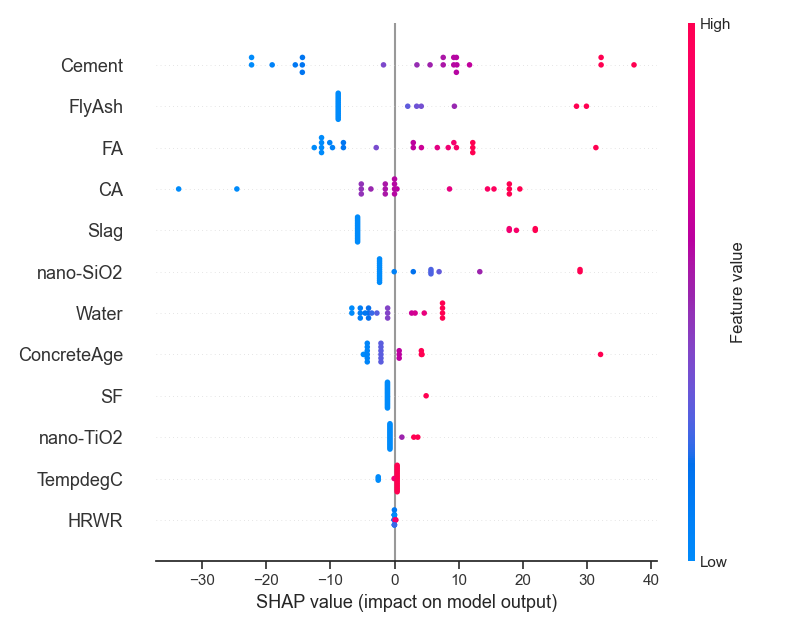 High
Cement
FlyAsh
FA
CA
Slag
nano-SiO2
Water
ConcreteAge
SF
nano-TiO2
TempdegC
HRWR
Feature value
Low
−30 −20 −10 0 10 20 30 40
SHAP value (impact on model output)